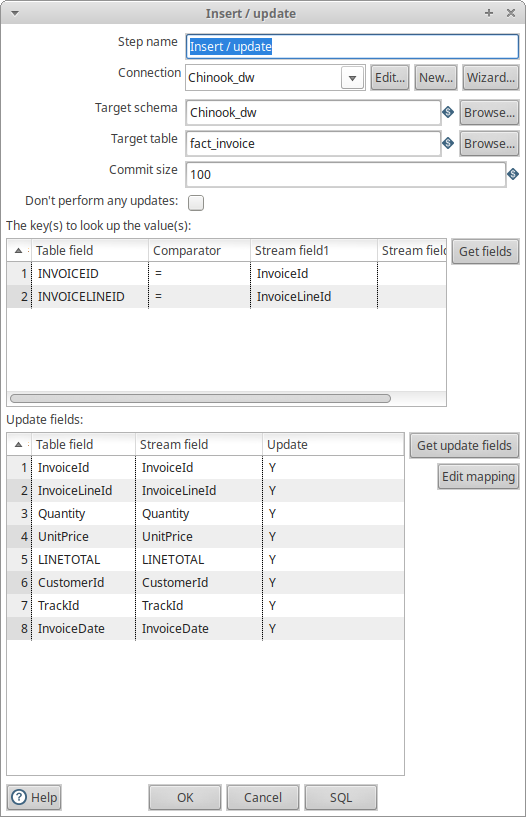 Insert / update
Step name Insert / update
Connection Chinook_dw Edit... New... Wizard...
Target schema Chinook_dw Browse...
Target table fact_invoice Browse...
Commit size 100
Don't perform any updates:
The key(s) to look up the value(s):
Table field Comparator Stream field1 Stream field Get fields
1 INVOICEID = InvoiceId
2 INVOICELINEID = InvoiceLineId
Update fields:
Table field Stream field Update Get update fields
1 InvoiceId InvoiceId Y
Edit mapping
2 InvoiceLineId InvoiceLineId Y
3 Quantity Quantity Y
4 UnitPrice UnitPrice Y
5 LINETOTAL LINETOTAL Y
6 CustomerId CustomerId Y
7 TrackId TrackId Y
8 InvoiceDate InvoiceDate Y
Help OK Cancel SQL